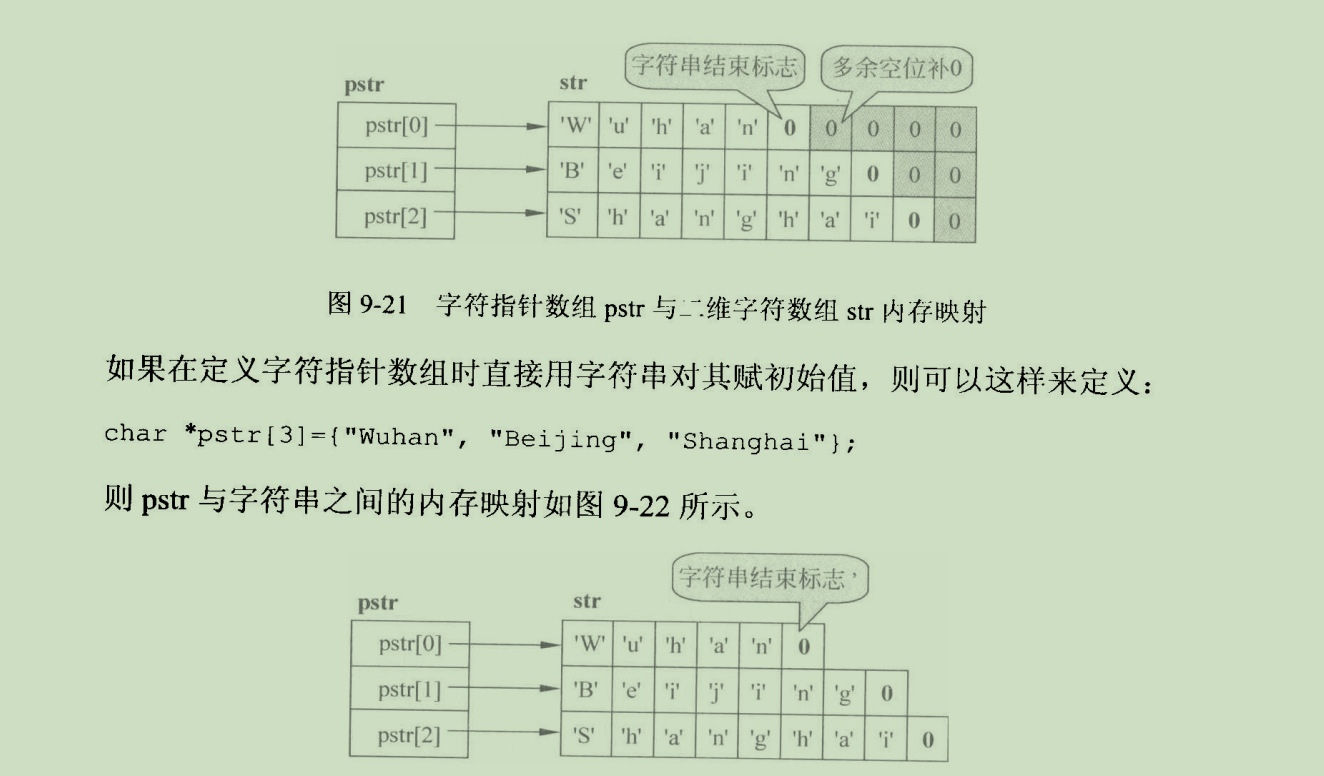 字符串结束标志 多余空位补0
pstr str
pstr[0] 'W' 'u' 'h' 'a' 'n' 0 0 0 0 0
pstr[1] 'B' 'e' 'i' 'j' 'i' 'n' 'g' 0 0 0
pstr[2] 'S' 'h' 'a' 'n' 'g' 'h' 'a' 'i' 0 0
图 9-21 字符指针数组 pstr 与二维字符数组 str 内存映射
如果在定义字符指针数组时直接用字符串对其赋初始值，则可以这样来定义：
char *pstr[3]={"Wuhan", "Beijing", "Shanghai"};
则 pstr 与字符串之间的内存映射如图 9-22 所示。
字符串结束标志
pstr str
pstr[0] 'W' 'u' 'h' 'a' 'n' 0
pstr[1] 'B' 'e' 'i' 'j' 'i' 'n' 'g' 0
pstr[2] 'S' 'h' 'a' 'n' 'g' 'h' 'a' 'i' 0